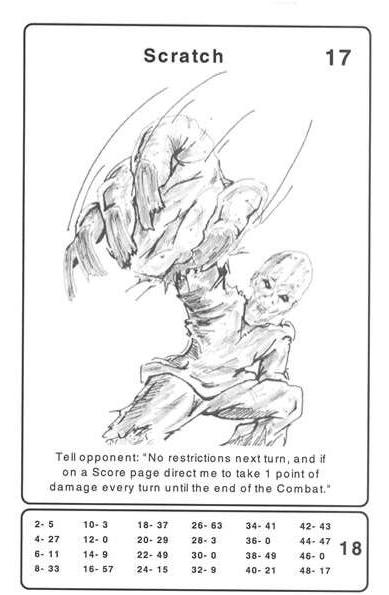 Scratch 17
Tell opponent: "No restrictions next turn, and if
on a Score page direct me to take 1 point of
damage every turn until the end of the Combat."
2- 5 10- 3 18- 37 26- 63 34- 41 42- 43
4- 27 12- 0 20- 29 28- 3 36- 0 44- 47
6- 11 14- 9 22- 49 30- 0 38- 49 46- 0
8- 33 16- 57 24- 15 32- 9 40- 21 48- 17
18